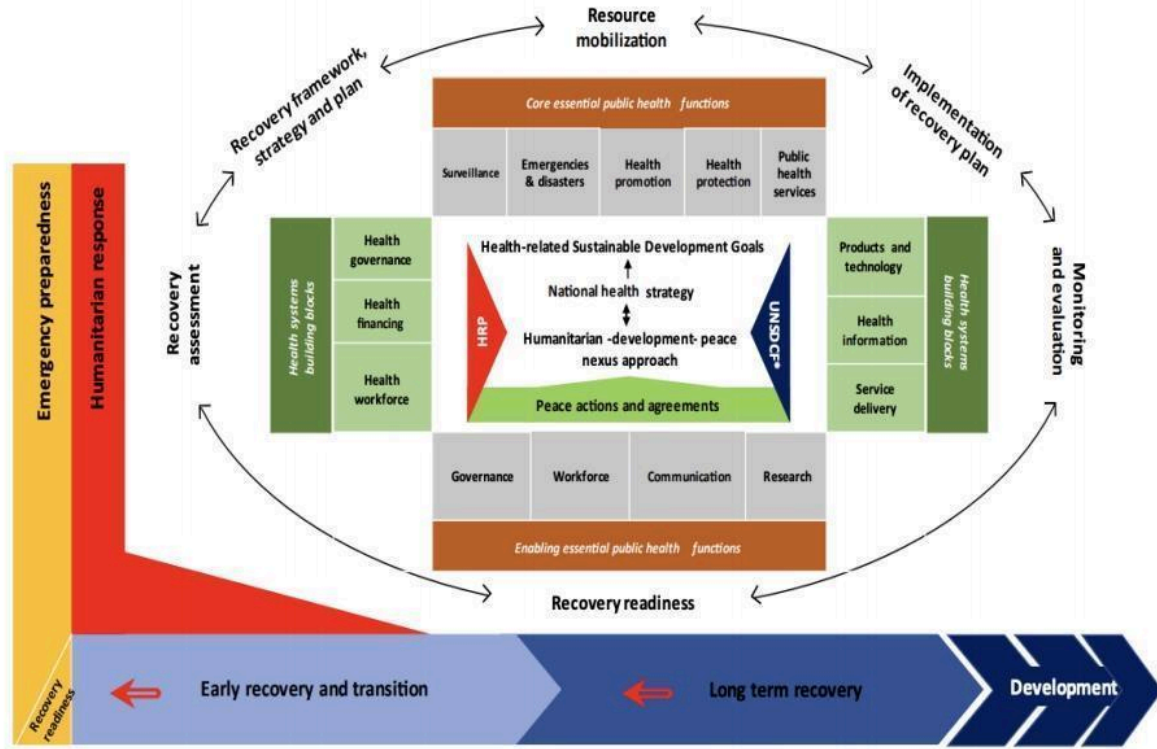 Resource
mobilization
Recovery framework,
strategy and plan
Implementation
of recovery plan
Core essential public health functions
Surveillance
Emergencies
& disasters
Health
promotion
Health
protection
Public
health
services
Emergency preparedness
Humanitarian response
Recovery
assessment
Health systems
building blocks
Health
governance
Health
financing
Health
workforce
Health-related Sustainable Development Goals
National health strategy
Humanitarian -development- peace
nexus approach
HRP
UNSDCF*
Peace actions and agreements
Products and
technology
Health
information
Service
delivery
Health systems
building blocks
Monitoring
and evaluation
Governance
Workforce
Communication
Research
Enabling essential public health functions
Recovery readiness
Recovery
readiness
Early recovery and transition
Long term recovery
Development